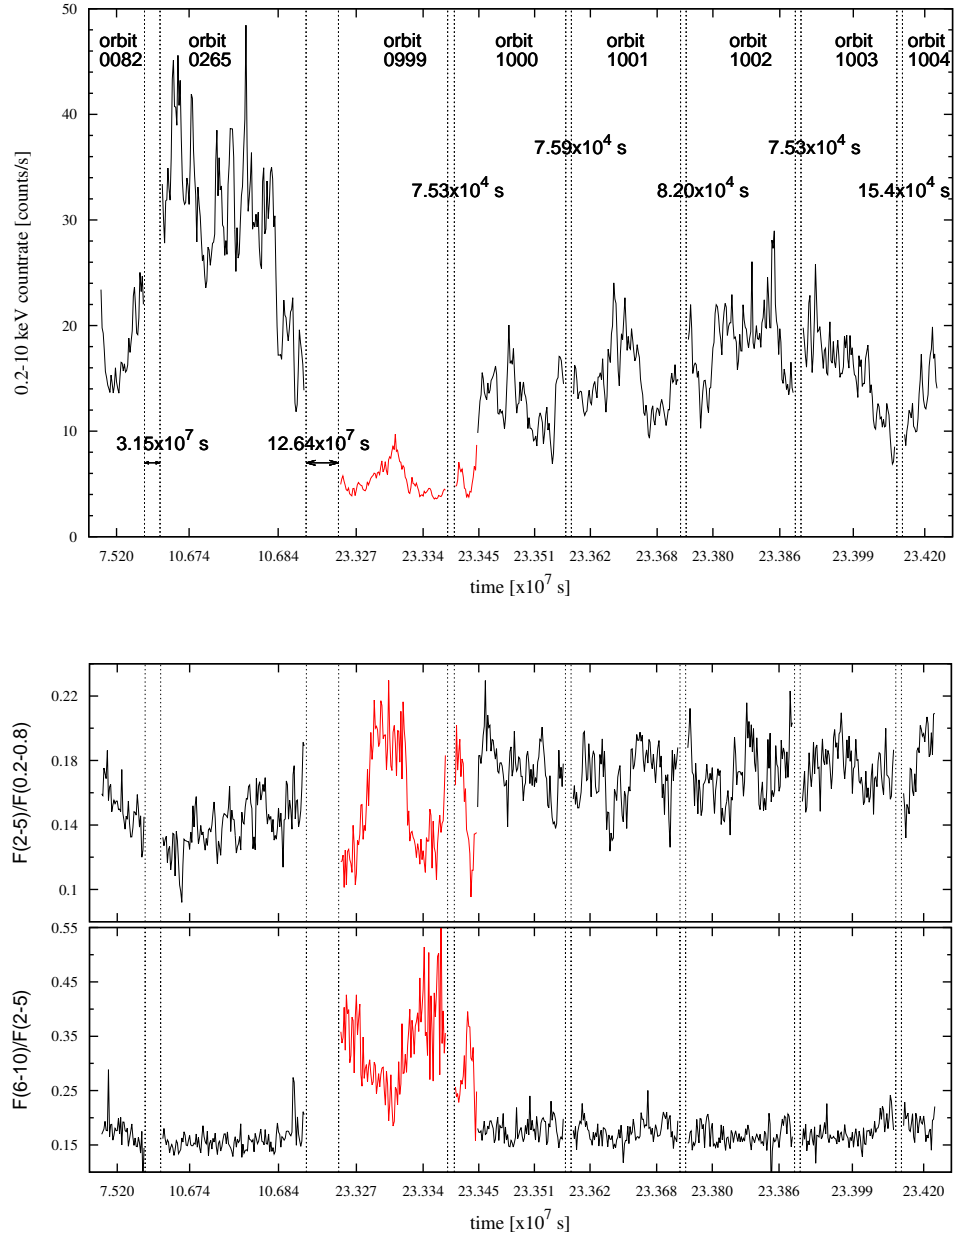 50
40
30
20
10
0
0.2-10 keV countrate [counts/s]
orbit
0082
orbit
0265
orbit
0999
orbit
1000
orbit
1001
orbit
1002
orbit
1003
orbit
1004
7.59x10^4 s
7.53x10^4 s
7.53x10^4 s
8.20x10^4 s
15.4x10^4 s
3.15x10^7 s
12.64x10^7 s
7.520 10.674 10.684 23.327 23.334 23.345 23.351 23.362 23.368 23.380 23.386 23.399 23.420
time [x10^7 s]
0.22
0.18
0.14
0.1
F(2-5)/F(0.2-0.8)
0.55
0.45
0.35
0.25
0.15
F(6-10)/F(2-5)
7.520 10.674 10.684 23.327 23.334 23.345 23.351 23.362 23.368 23.380 23.386 23.399 23.420
time [x10^7 s]